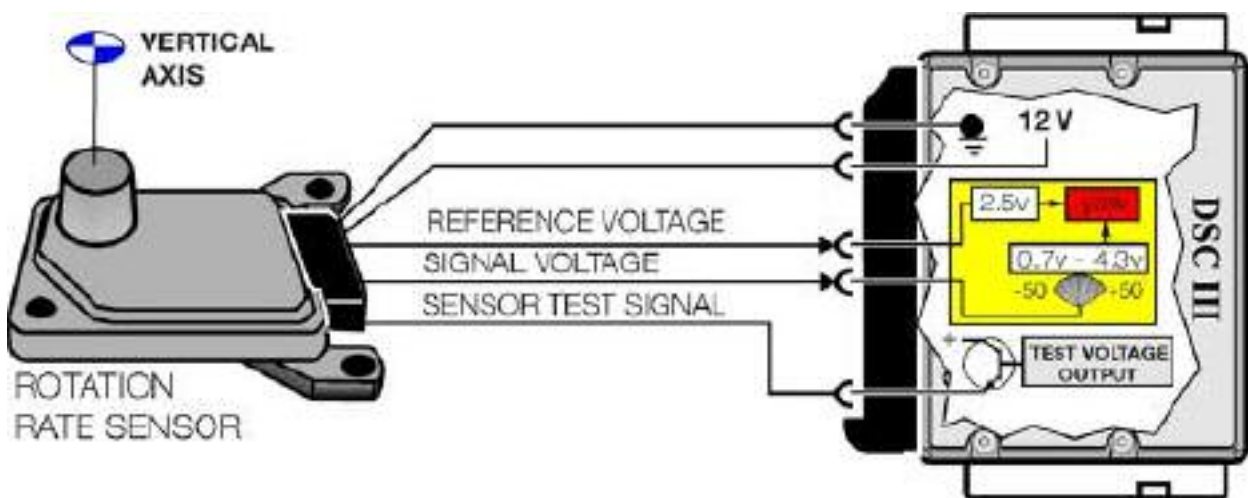 VERTICAL
AXIS
12 V
REFERENCE VOLTAGE
2.5v
yaw
SIGNAL VOLTAGE
0.7v - 4.3v
-50
+50
SENSOR TEST SIGNAL
DSC III
+
TEST VOLTAGE
OUTPUT
ROTATION
RATE SENSOR